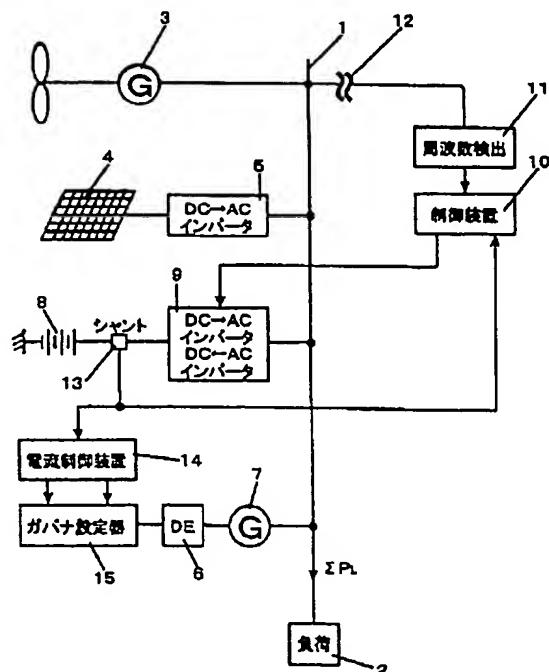 3
1
12
G
11
周波数検出
4
5
10
DC→AC
インバータ
制御装置
9
8
シャント
DC→AC
インバータ
DC→AC
インバータ
13
電流制御装置
14
7
ガバナ設定器
DE
G
15
6
ΣPL
負荷
2